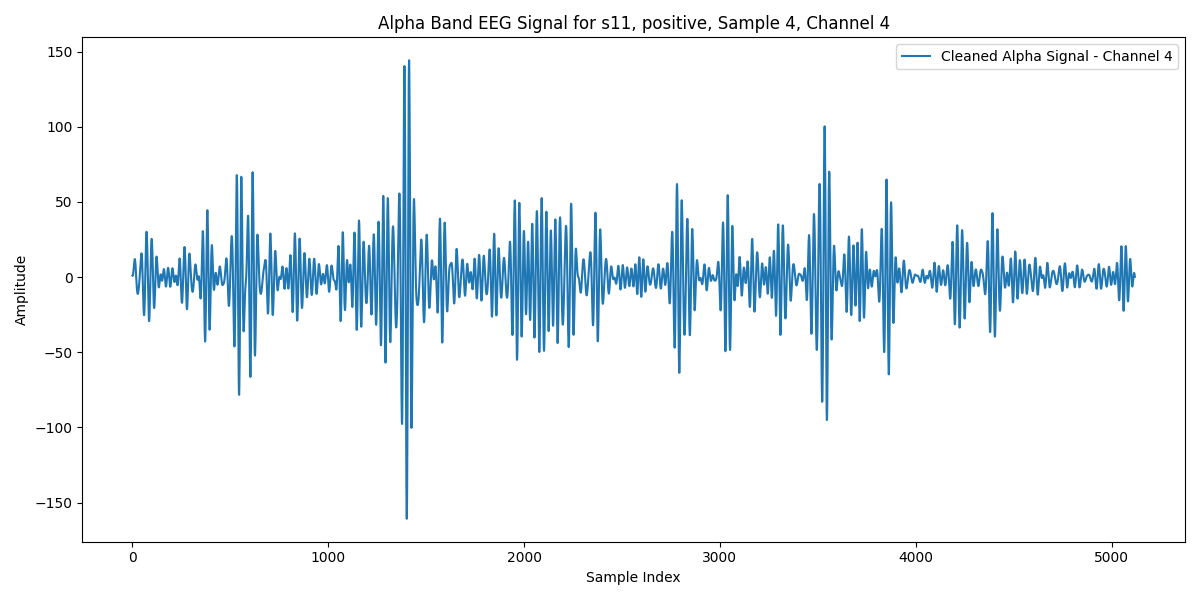 Alpha Band EEG Signal for s11, positive, Sample 4, Channel 4
Cleaned Alpha Signal - Channel 4
150
100
50
0
−50
−100
−150
Amplitude
0 1000 2000 3000 4000 5000
Sample Index